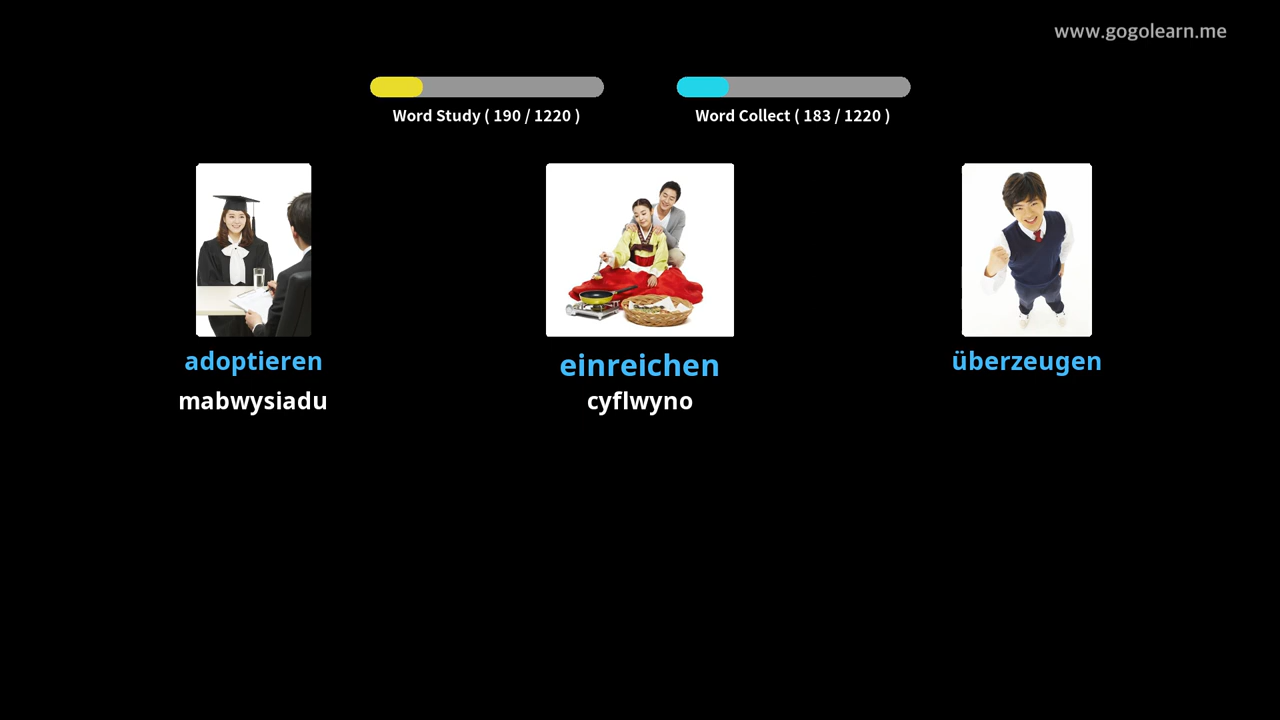 www.gogolearn.me
Word Study ( 190 / 1220 )
Word Collect ( 183 / 1220 )
adoptieren
einreichen
überzeugen
mabwysiadu
cyflwyno